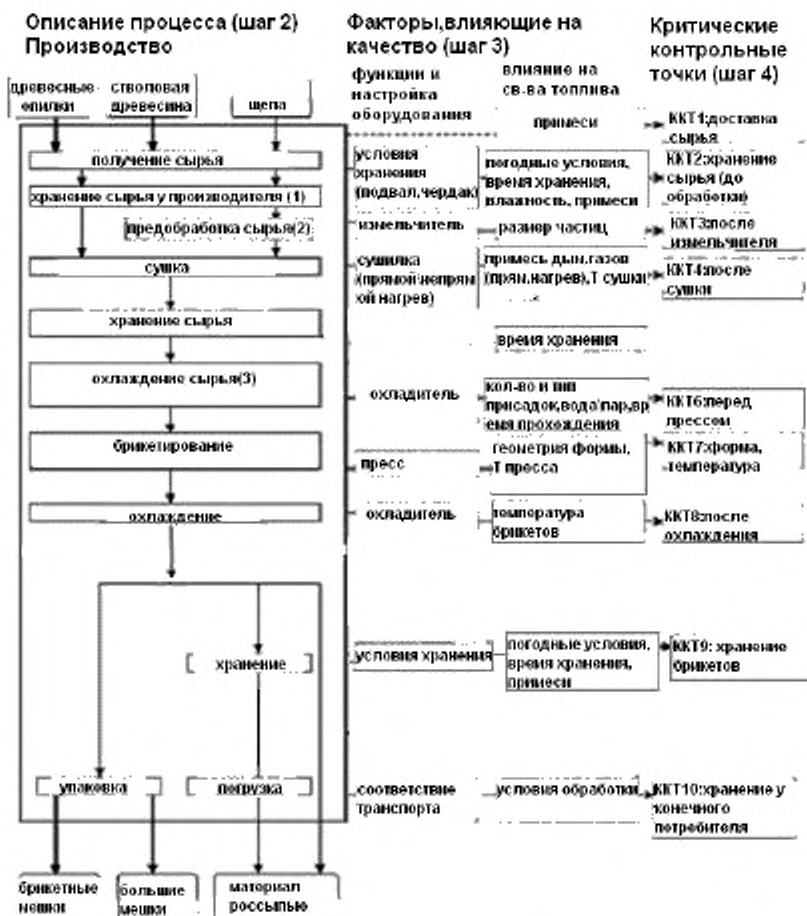 Описание процесса (шаг 2)
Производство
Факторы,влияющие на
качество (шаг 3)
Критические
контрольные
точки (шаг 4)
функции и
настройка
оборудования
влияние на
св-ва топлива
древесные
опилки
стволовая
древесина
щепа
примеси
ККТ1:доставка
сырья
получение сырья
условия
хранения
(подвал,чердак)
погодные условия,
время хранения,
влажность, примеси
ККТ2:хранение
сырья (до
обработки)
хранение сырья у производителя (1)
предобработка сырья(2)
измельчитель
размер частиц
ККТ3:после
измельчителя
сушка
сушилка
(прямой\непрям
ой нагрев)
примесь дым.газов
(прям.нагрев),Т сушки
ККТ4:после
сушки
хранение сырья
время хранения
охлаждение сырья(3)
охладитель
кол-во и тип
присадок,вода\пар,вр
емя прохождения
ККТ6:перед
прессом
брикетирование
пресс
геометрия формы,
Т пресса
ККТ7:форма,
температура
охлаждение
охладитель
температура
брикетов
ККТ8:после
охлаждения
хранение
условия хранения
погодные условия,
время хранения,
примеси
ККТ9: хранение
брикетов
упаковка
погрузка
соответствие
транспорта
условия обработки
ККТ10:хранение у
конечного
потребителя
брикетные
мешки
большие
мешки
материал
россыпью